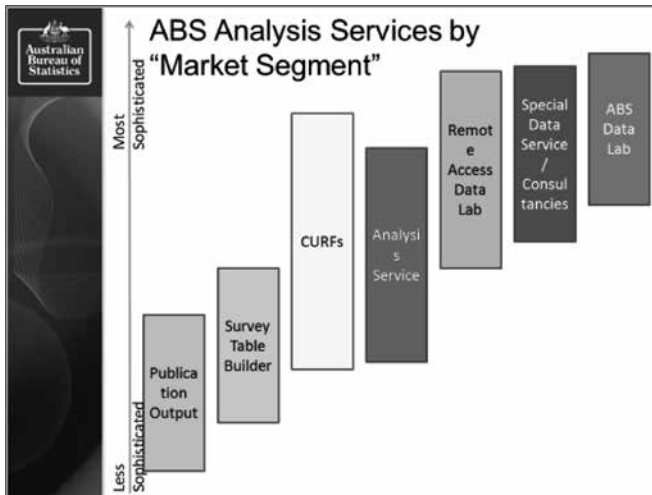 Australian
Bureau of
Statistics
ABS Analysis Services by
“Market Segment”
Most
Sophisticated
Less
Sophisticated
Publica
tion
Output
Survey
Table
Builder
CURFs
Analysi
s
Service
Remot
e
Access
Data
Lab
Special
Data
Service
/
Consul
tancies
ABS
Data
Lab